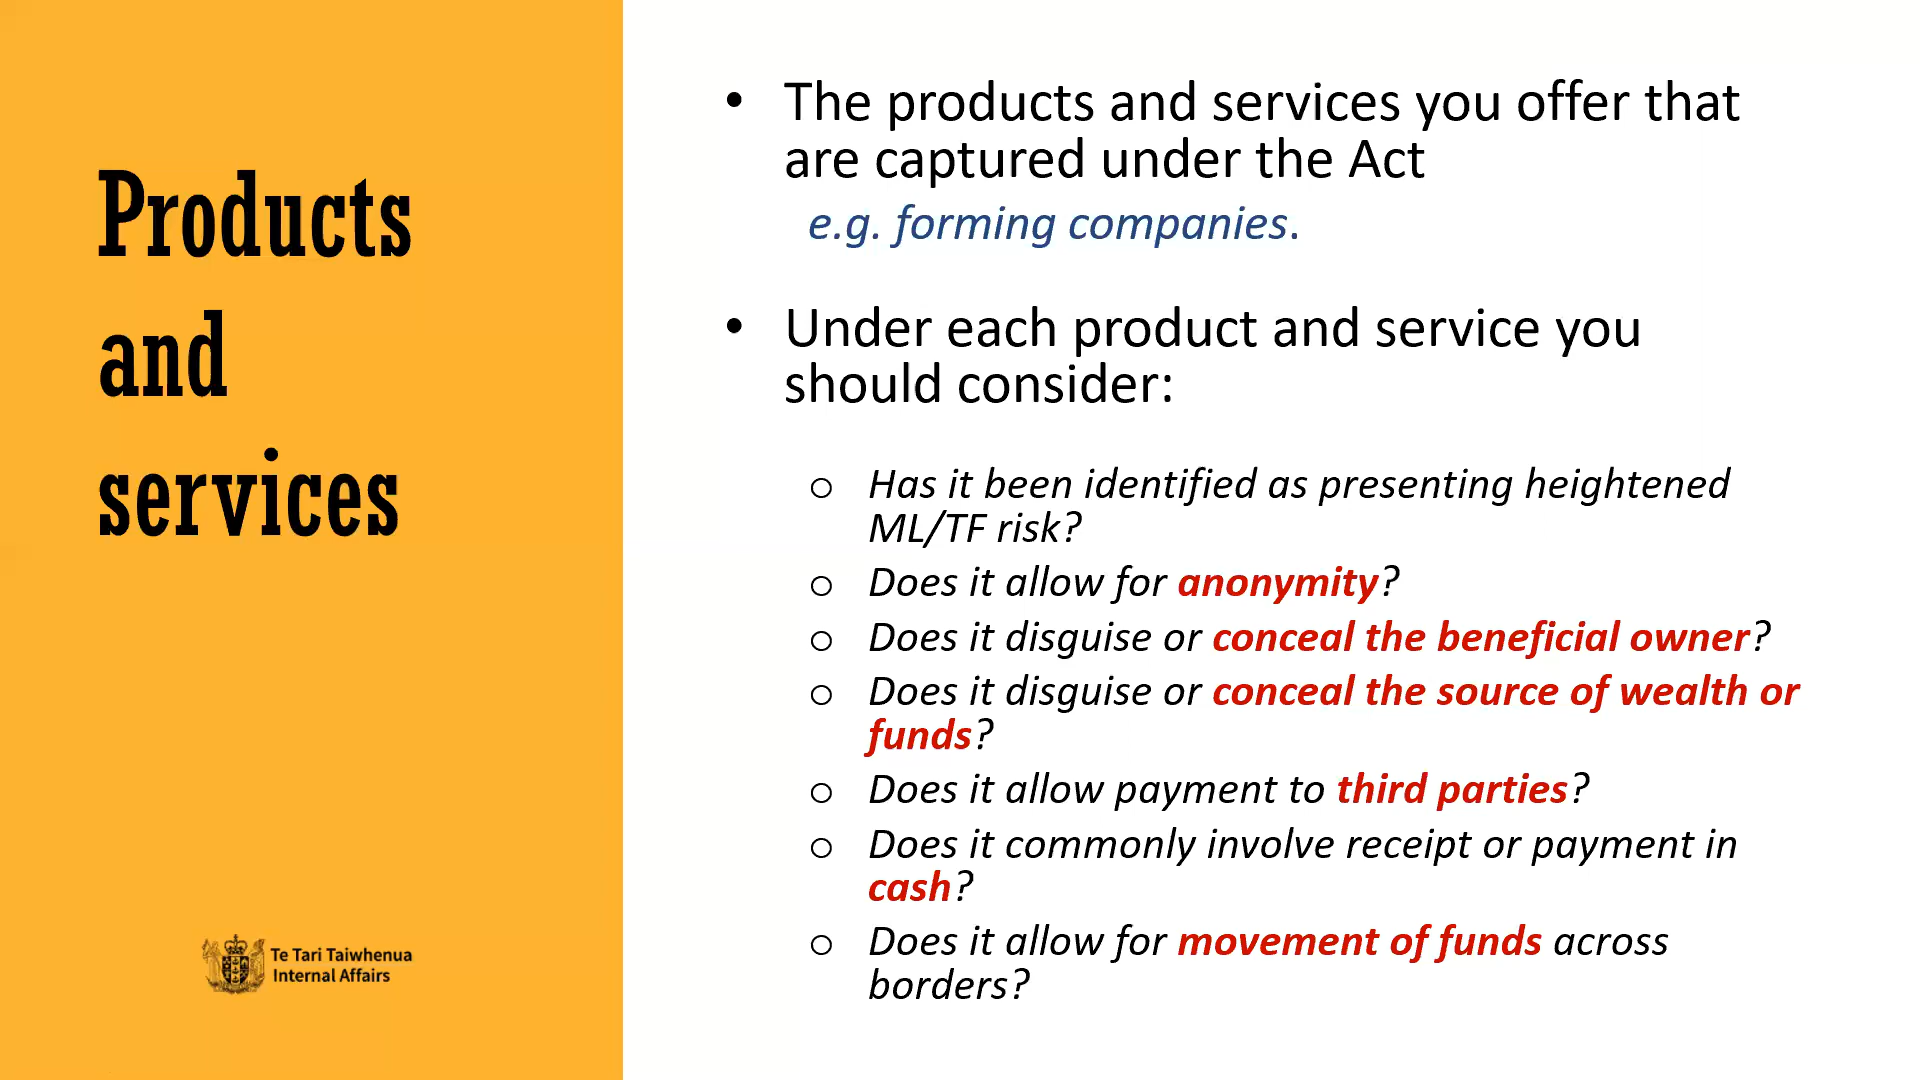 Products
and
services
Te Tari Taiwhenua
Internal Affairs
• The products and services you offer that
are captured under the Act
e.g. forming companies.
• Under each product and service you
should consider:
o Has it been identified as presenting heightened
ML/TF risk?
o Does it allow for anonymity?
o Does it disguise or conceal the beneficial owner?
o Does it disguise or conceal the source of wealth or
funds?
o Does it allow payment to third parties?
o Does it commonly involve receipt or payment in
cash?
o Does it allow for movement of funds across
borders?